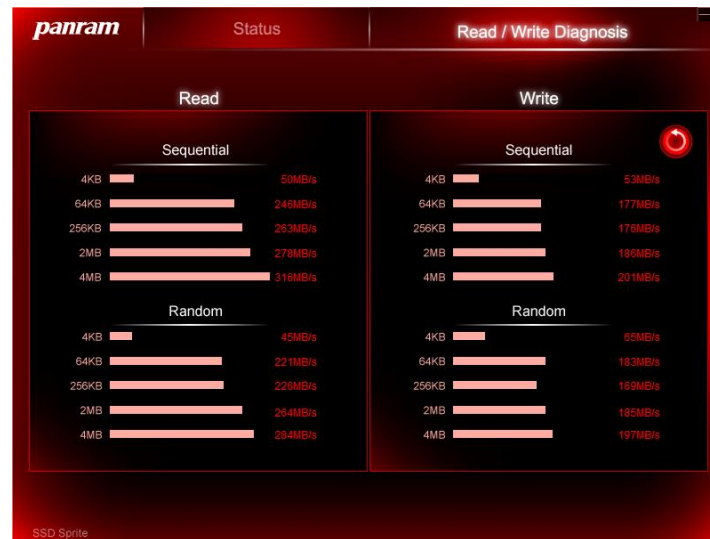 panram
Status
Read / Write Diagnosis
Read
Sequential
4KB 50MB/s
64KB 246MB/s
256KB 263MB/s
2MB 278MB/s
4MB 316MB/s
Random
4KB 45MB/s
64KB 221MB/s
256KB 226MB/s
2MB 264MB/s
4MB 284MB/s
Write
Sequential
4KB 53MB/s
64KB 177MB/s
256KB 176MB/s
2MB 186MB/s
4MB 201MB/s
Random
4KB 65MB/s
64KB 183MB/s
256KB 169MB/s
2MB 185MB/s
4MB 197MB/s
SSD Sprite